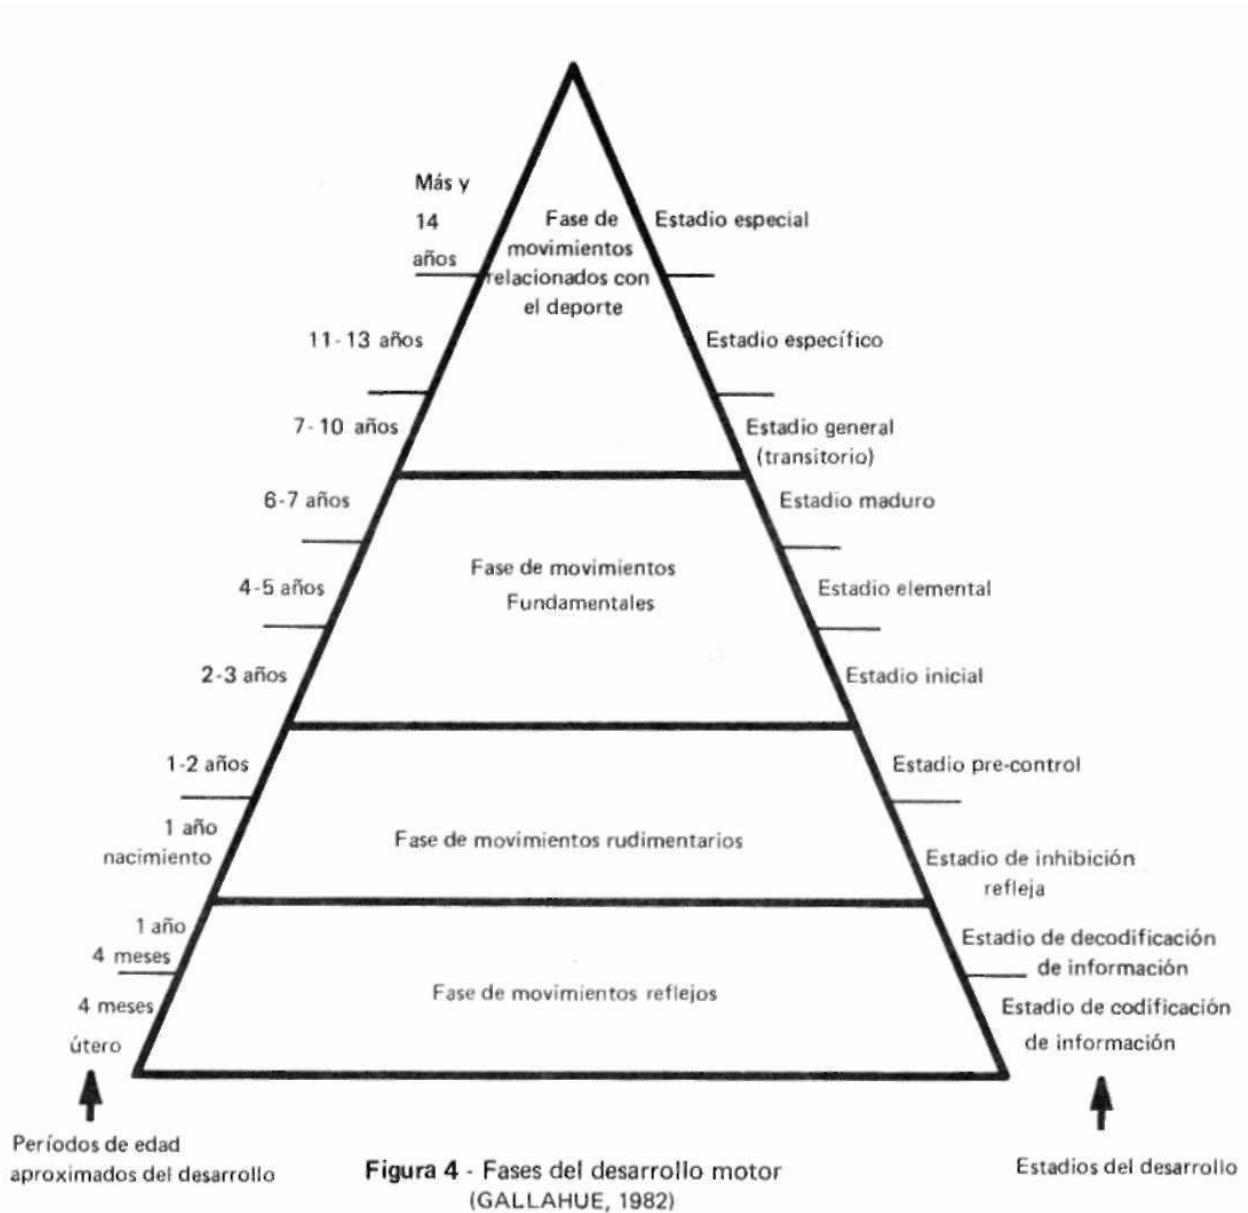 Más y
14
años
Fase de
movimientos
relacionados con
el deporte
Estadio especial
11-13 años
Estadio específico
7-10 años
Estadio general
(transitorio)
6-7 años
Estadio maduro
Fase de movimientos
Fundamentales
4-5 años
Estadio elemental
2-3 años
Estadio inicial
1-2 años
Estadio pre-control
1 año
nacimiento
Fase de movimientos rudimentarios
Estadio de inhibición
refleja
1 año
4 meses
Estadio de decodificación
de información
Fase de movimientos reflejos
4 meses
útero
Estadio de codificación
de información
Períodos de edad
aproximados del desarrollo
Estadios del desarrollo
Figura 4 - Fases del desarrollo motor
(GALLAHUE, 1982)